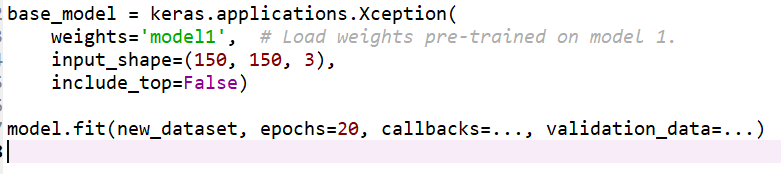 base_model = keras.applications.Xception(
    weights='model1',  # Load weights pre-trained on model 1.
    input_shape=(150, 150, 3),
    include_top=False)

model.fit(new_dataset, epochs=20, callbacks=..., validation_data=...)